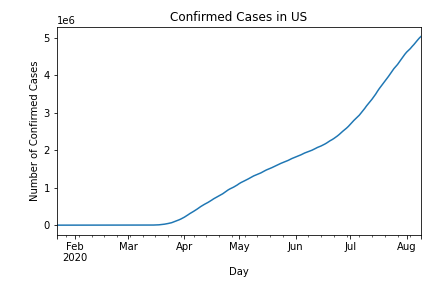 Confirmed Cases in US
1e6
5
4
3
2
1
0
Number of Confirmed Cases
Feb Mar Apr May Jun Jul Aug
2020
Day